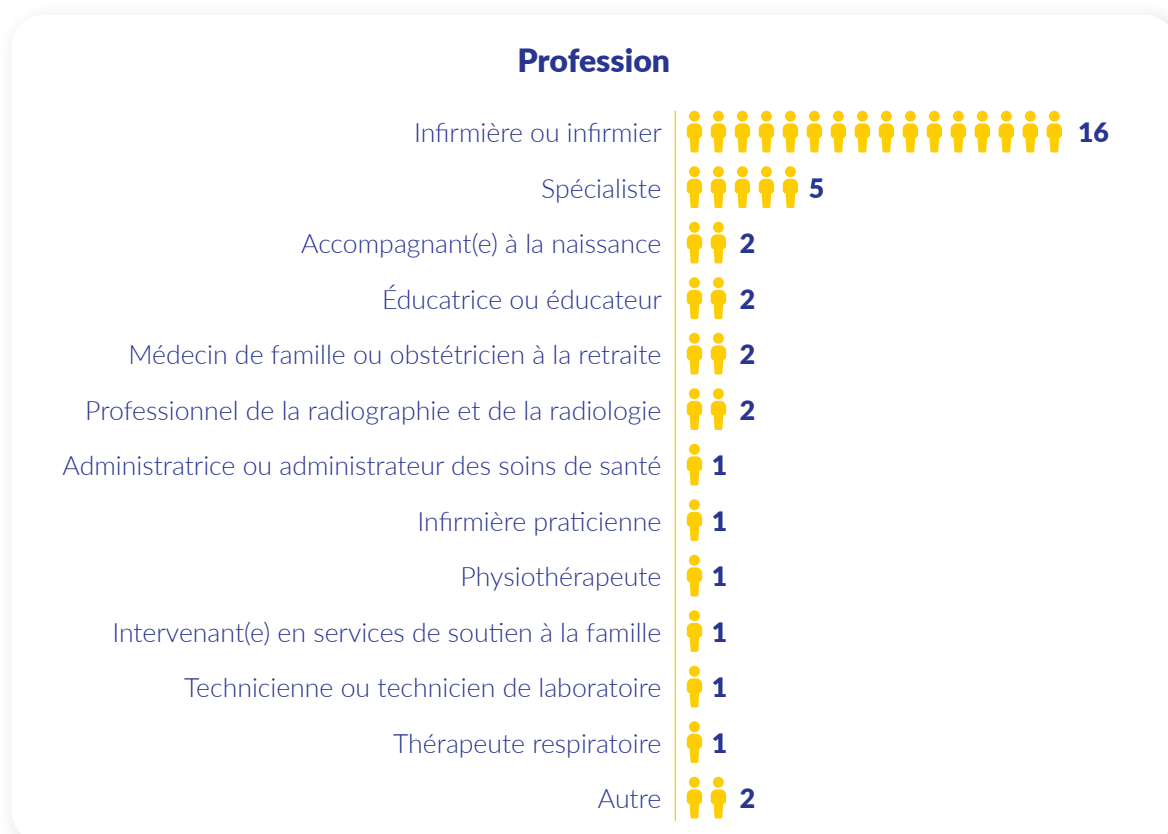 Profession
Infirmière ou infirmier 16
Spécialiste 5
Accompagnant(e) à la naissance 2
Éducatrice ou éducateur 2
Médecin de famille ou obstétricien à la retraite 2
Professionnel de la radiographie et de la radiologie 2
Administratrice ou administrateur des soins de santé 1
Infirmière praticienne 1
Physiothérapeute 1
Intervenant(e) en services de soutien à la famille 1
Technicienne ou technicien de laboratoire 1
Thérapeute respiratoire 1
Autre 2